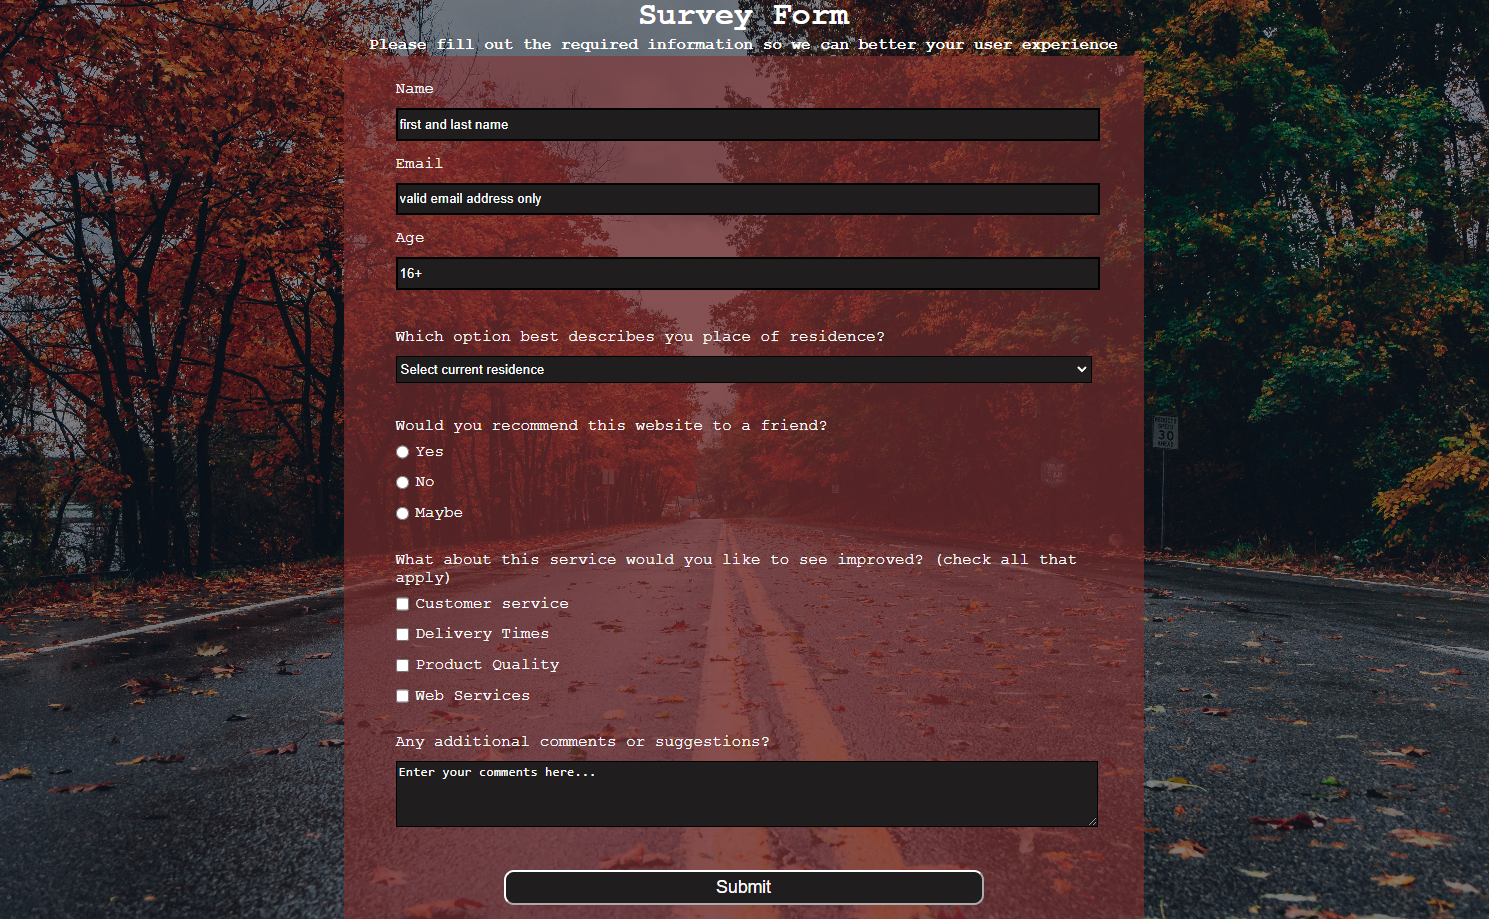 Survey Form
Please fill out the required information so we can better your user experience
Name
first and last name
Email
valid email address only
Age
16+
Which option best describes you place of residence?
Select current residence
Would you recommend this website to a friend?
Yes
No
Maybe
What about this service would you like to see improved? (check all that
apply)
Customer service
Delivery Times
Product Quality
Web Services
Any additional comments or suggestions?
Enter your comments here...
Submit
SPEED
30
AHEAD